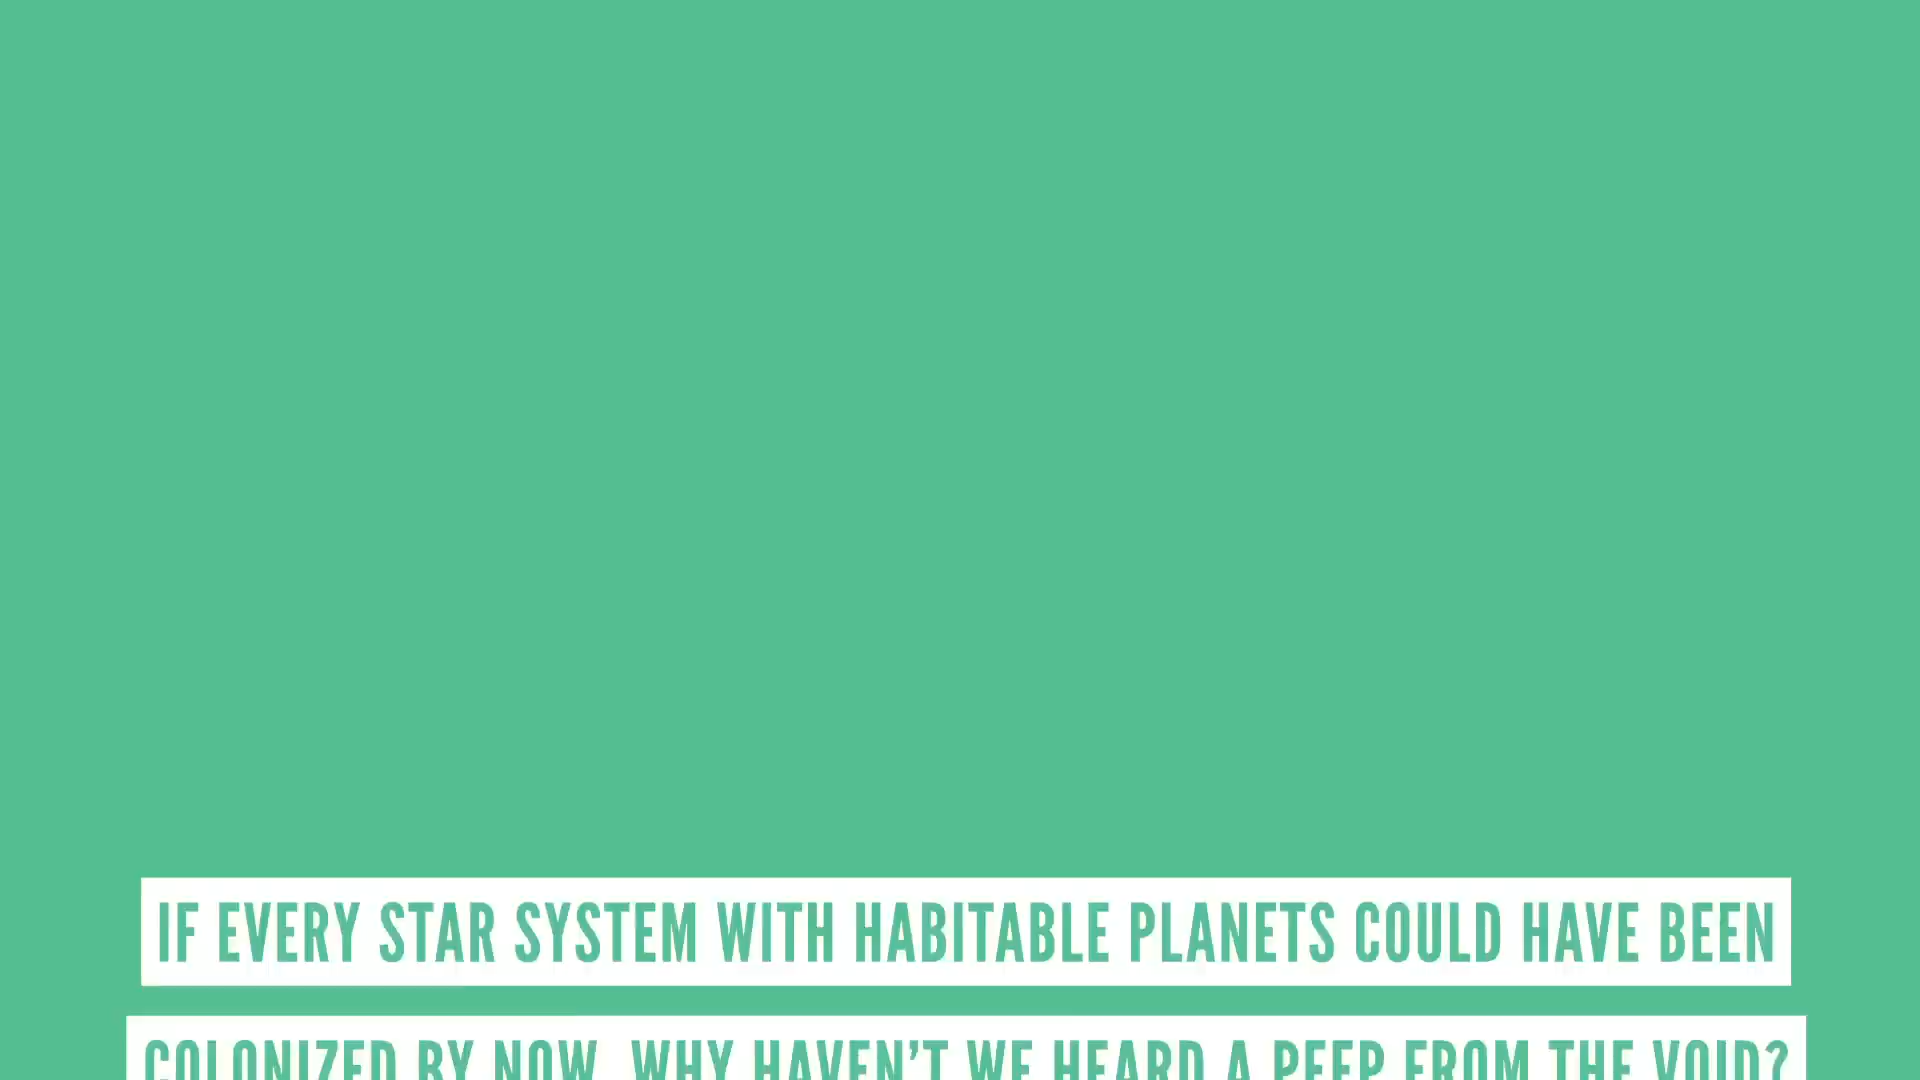 IF EVERY STAR SYSTEM WITH HABITABLE PLANETS COULD HAVE BEEN
COLONIZED BY NOW, WHY HAVEN'T WE HEARD A PEEP FROM THE VOID?